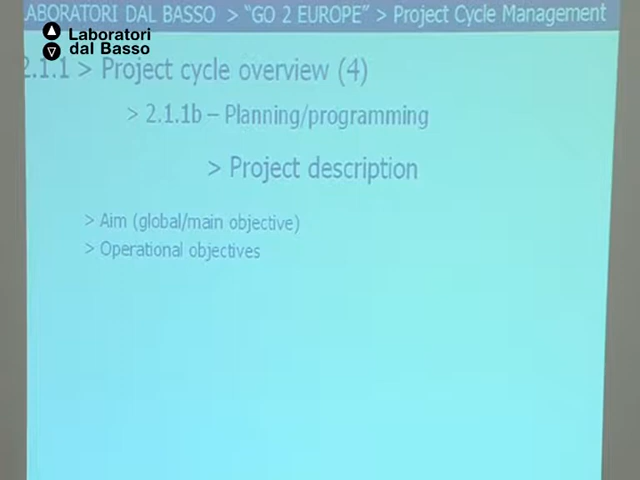 LABORATORI DAL BASSO > "GO 2 EUROPE" > Project Cycle Management
Laboratori
dal Basso
2.1.1 > Project cycle overview (4)
> 2.1.1b – Planning/programming
> Project description
> Aim (global/main objective)
> Operational objectives